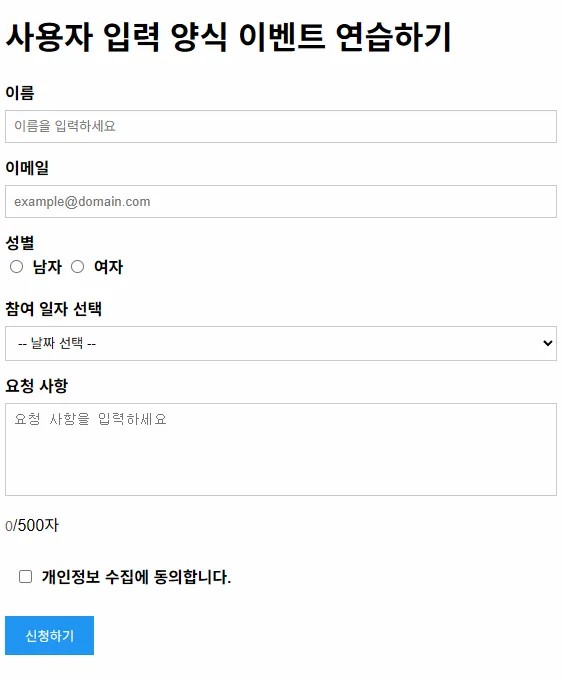 사용자 입력 양식 이벤트 연습하기
이름
이름을 입력하세요
이메일
example@domain.com
성별
남자 여자
참여 일자 선택
-- 날짜 선택 --
요청 사항
요청 사항을 입력하세요
0/500자
개인정보 수집에 동의합니다.
신청하기